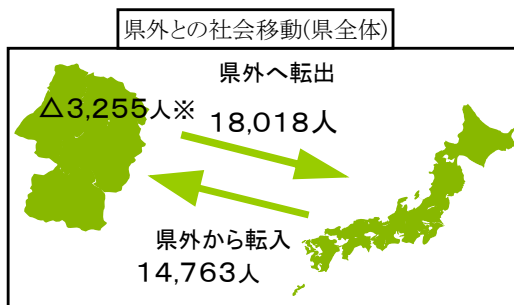 県外との社会移動(県全体)
県外へ転出
△3,255人※
18,018人
県外から転入
14,763人